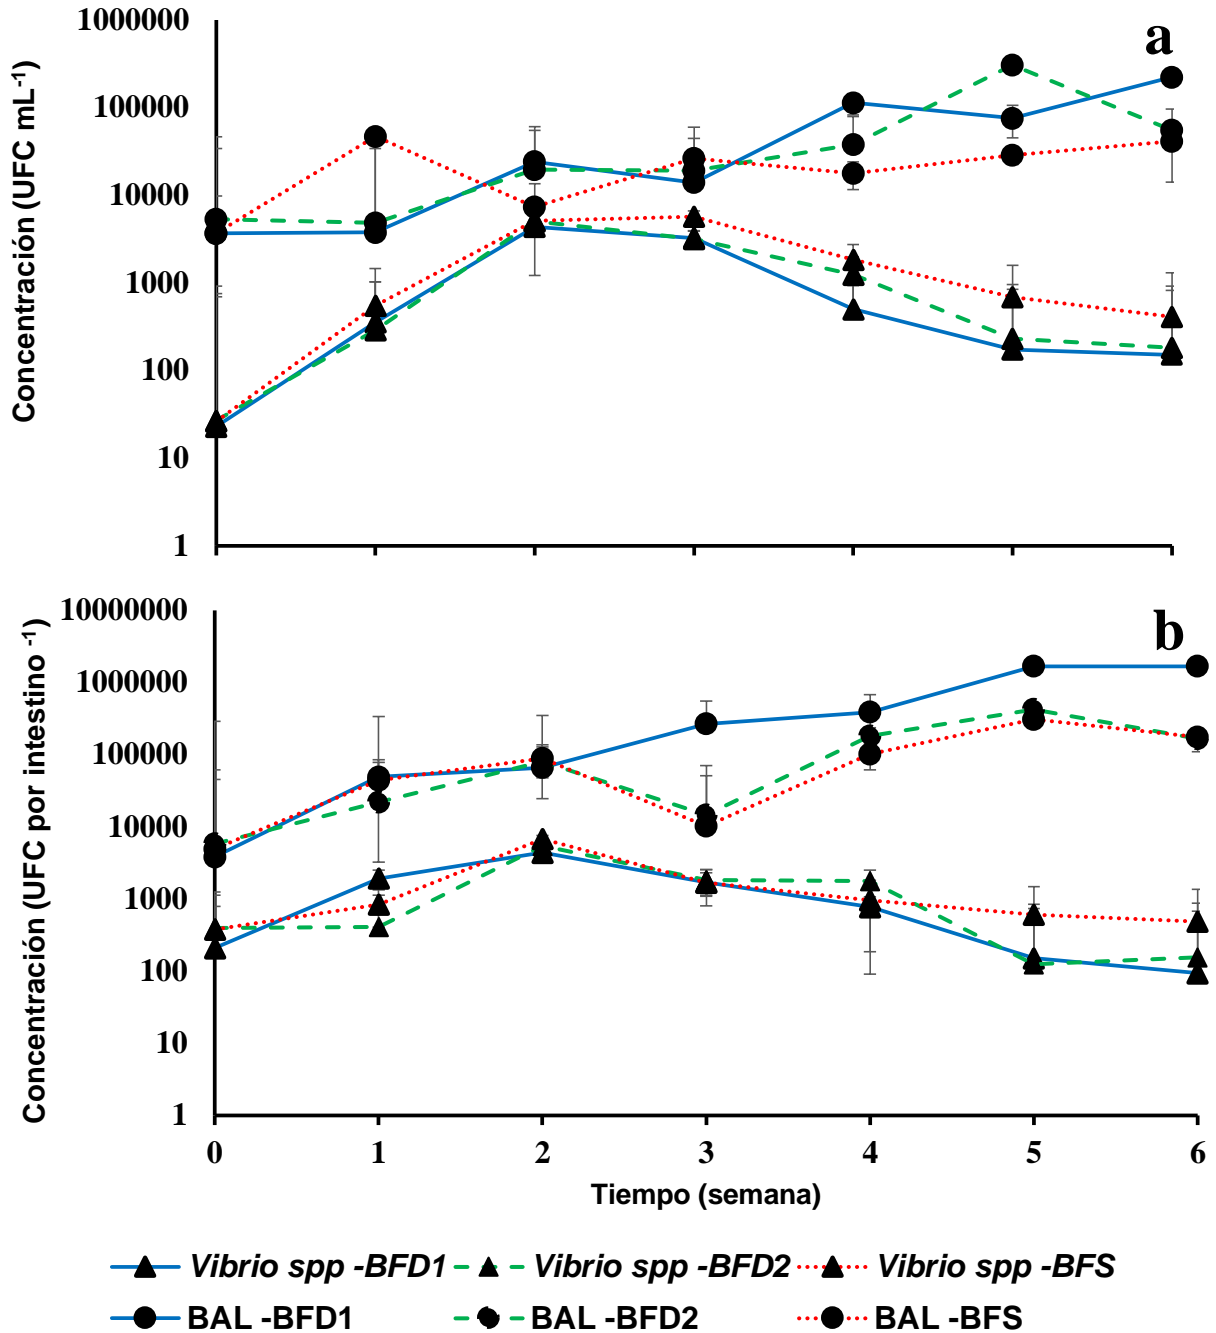 a
Concentración (UFC mL-1)
1000000
100000
10000
1000
100
10
1
b
Concentración (UFC por intestino -1)
10000000
1000000
100000
10000
1000
100
10
1
0 1 2 3 4 5 6
Tiempo (semana)
Vibrio spp -BFD1 Vibrio spp -BFD2 Vibrio spp -BFS
BAL -BFD1 BAL -BFD2 BAL -BFS